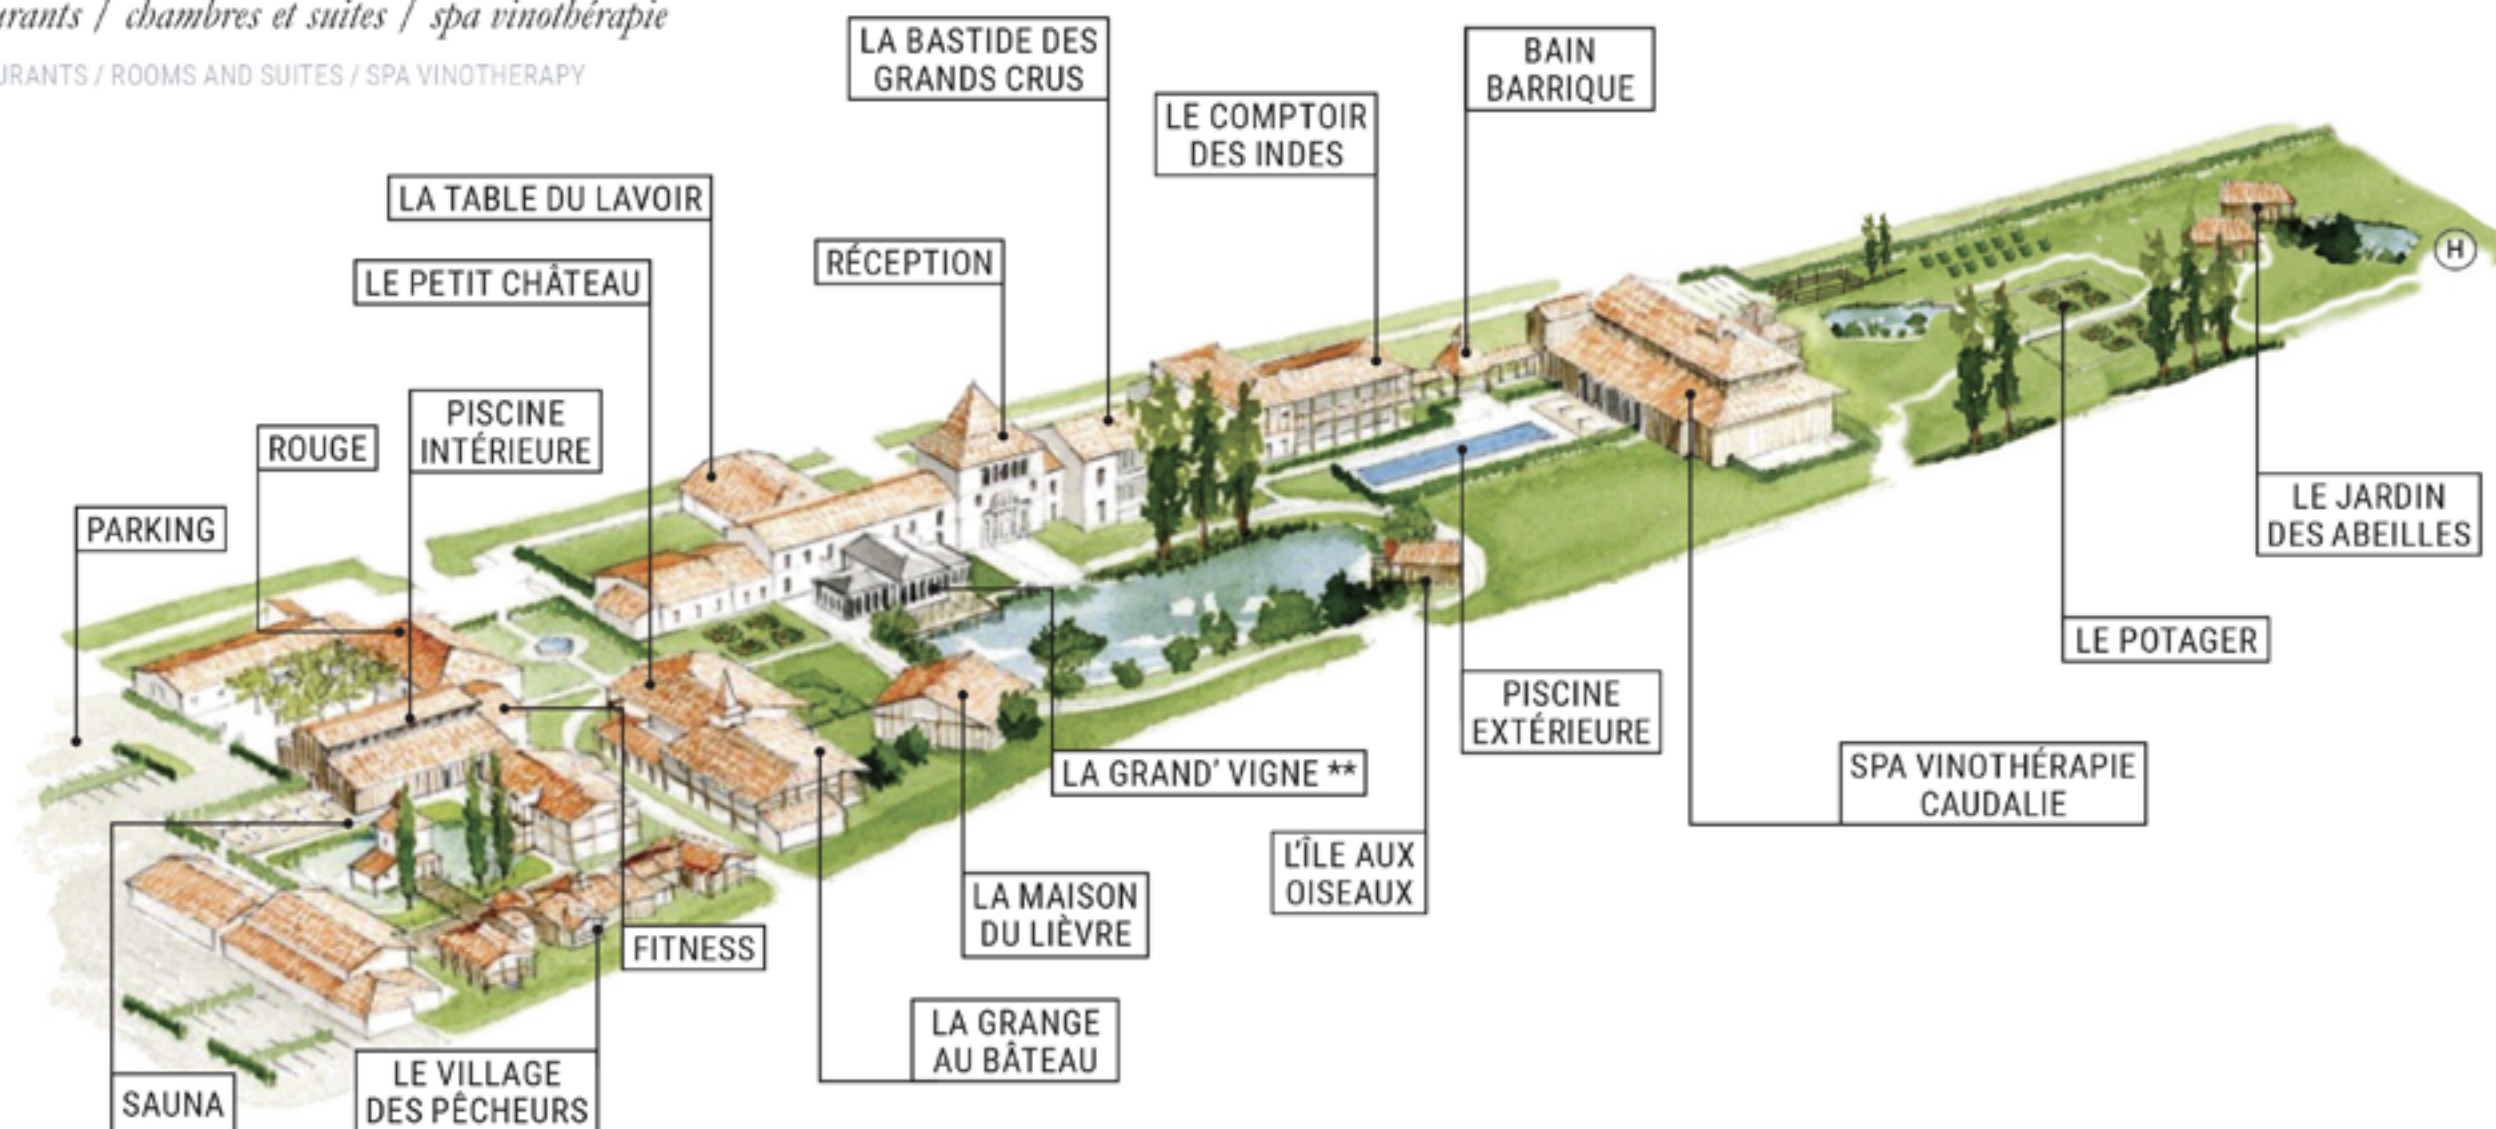 / chambres et suites / spa vinothérapie
/ ROOMS AND SUITES / SPA VINOTHERAPY
LA BASTIDE DES
GRANDS CRUS
BAIN
BARRIQUE
LE COMPTOIR
DES INDES
LA TABLE DU LAVOIR
RÉCEPTION
LE PETIT CHÂTEAU
H
PISCINE
INTÉRIEURE
ROUGE
PARKING
LE JARDIN
DES ABEILLES
LE POTAGER
PISCINE
EXTÉRIEURE
LA GRAND' VIGNE **
SPA VINOTHÉRAPIE
CAUDALIE
L'ÎLE AUX
OISEAUX
LA MAISON
DU LIÈVRE
FITNESS
LA GRANGE
AU BÂTEAU
LE VILLAGE
DES PÊCHEURS
SAUNA